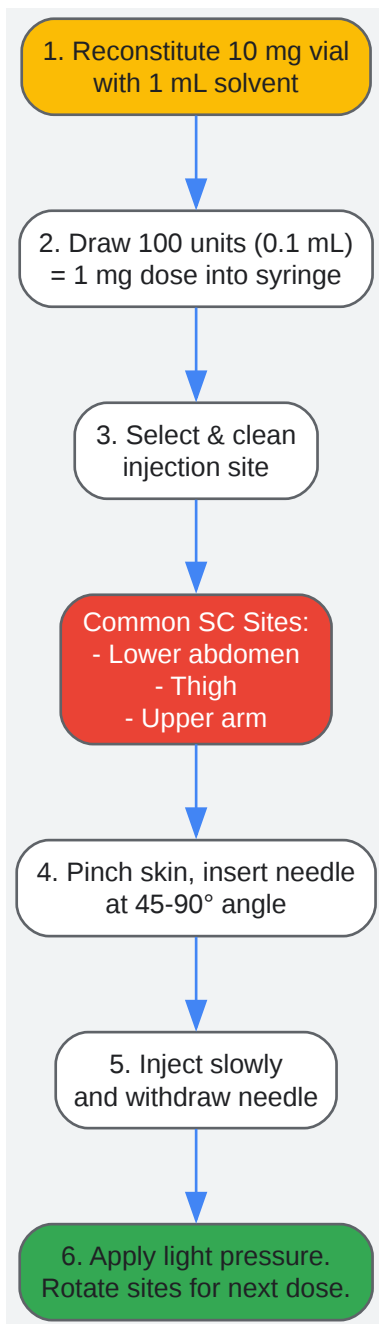 1. Reconstitute 10 mg vial
with 1 mL solvent
2. Draw 100 units (0.1 mL)
= 1 mg dose into syringe
3. Select & clean
injection site
Common SC Sites:
- Lower abdomen
- Thigh
- Upper arm
4. Pinch skin, insert needle
at 45-90° angle
5. Inject slowly
and withdraw needle
6. Apply light pressure.
Rotate sites for next dose.